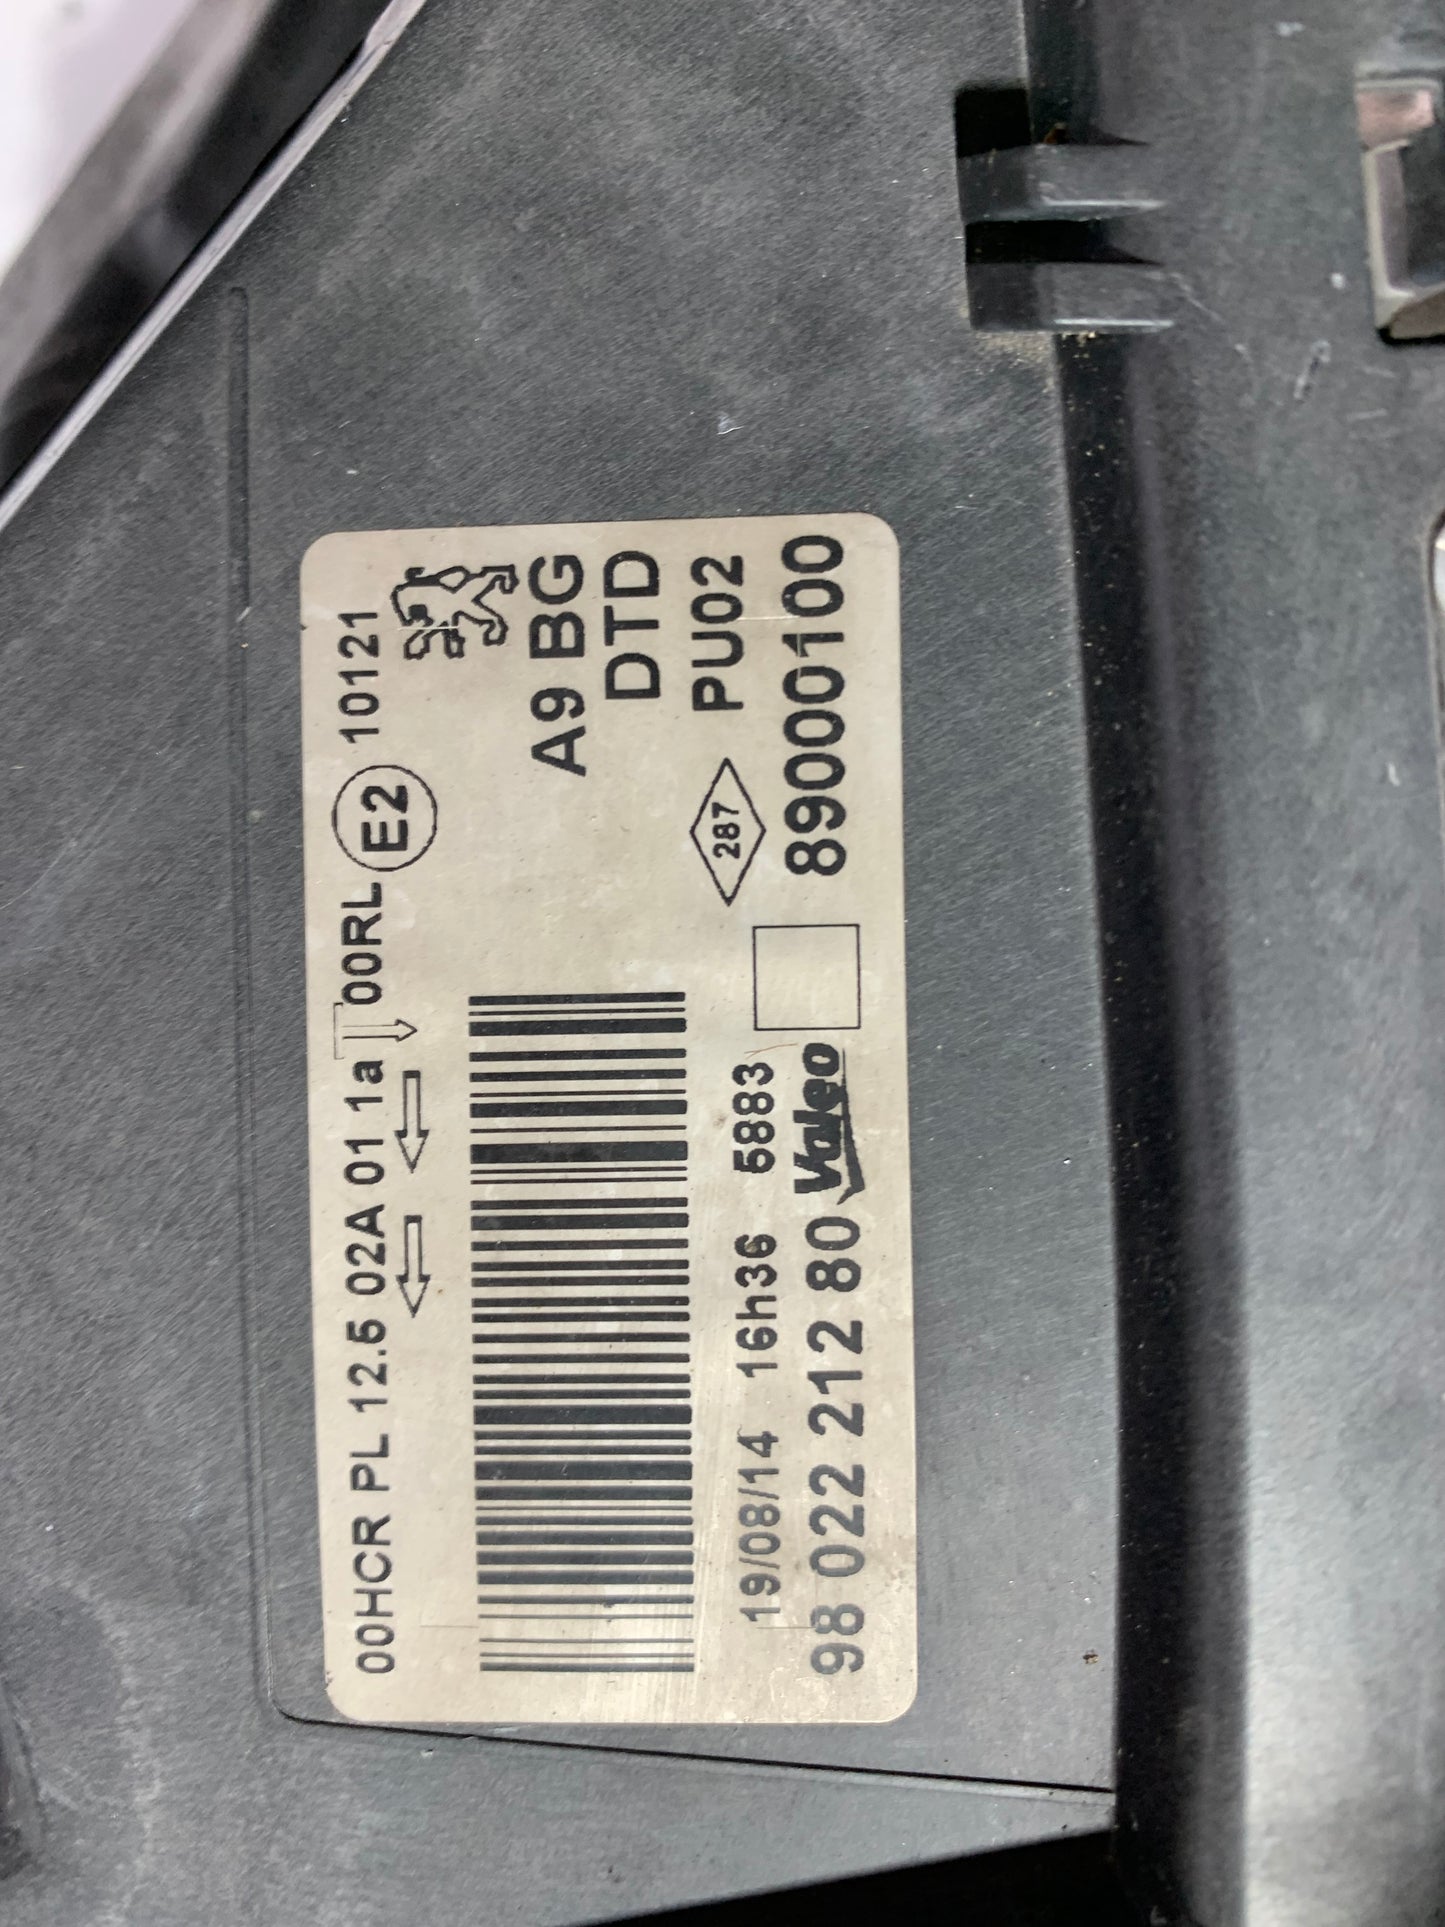 00HCR PL 12.5 02A 01 1a 00RL E2 10121
A9 BG
DTD
287 PU02
19/08/14 16h36 5883
98 022 212 80 Valeo 89000100